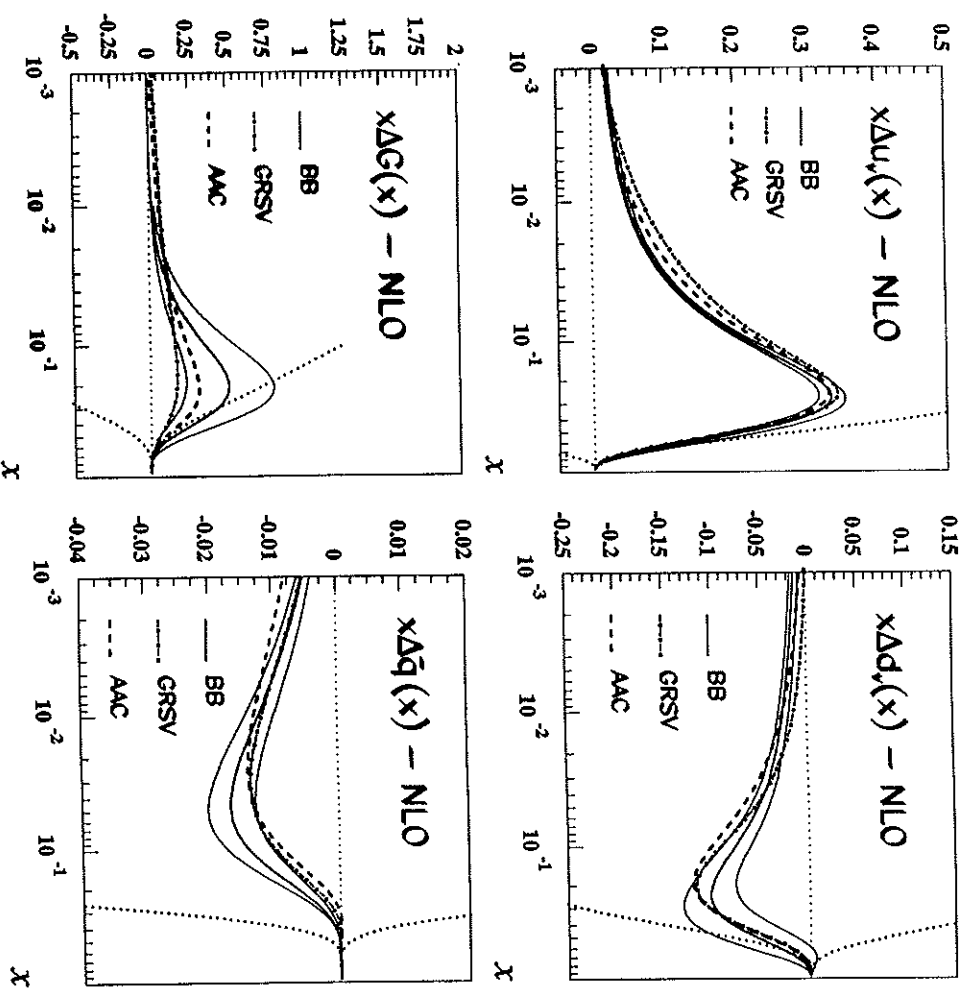 0.5
0.4
0.3
0.2
0.1
0
xΔu_v(x) – NLO
BB
GRSV
AAC
10⁻³
10⁻²
10⁻¹
x
0.15
0.1
0.05
0
-0.05
-0.1
-0.15
-0.2
-0.25
xΔd_v(x) – NLO
BB
GRSV
AAC
10⁻³
10⁻²
10⁻¹
x
2
1.75
1.5
1.25
1
0.75
0.5
0.25
0
-0.25
-0.5
xΔG(x) – NLO
BB
GRSV
AAC
10⁻³
10⁻²
10⁻¹
x
0.02
0.01
0
-0.01
-0.02
-0.03
-0.04
xΔq̄(x) – NLO
BB
GRSV
AAC
10⁻³
10⁻²
10⁻¹
x